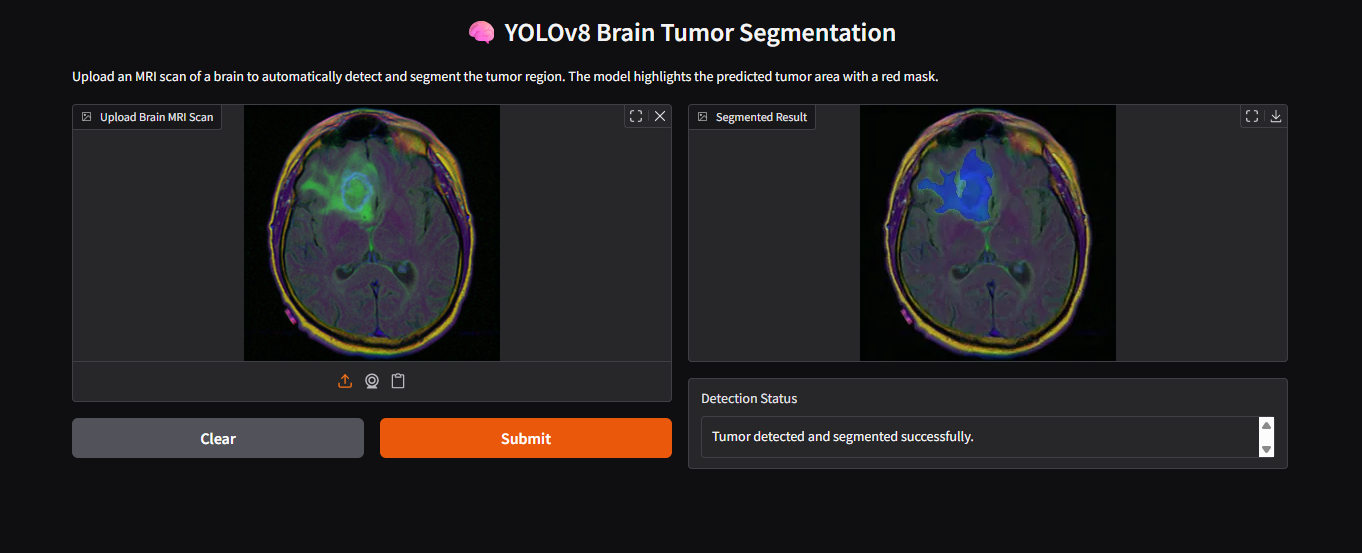 🧠 YOLOv8 Brain Tumor Segmentation
Upload an MRI scan of a brain to automatically detect and segment the tumor region. The model highlights the predicted tumor area with a red mask.
Upload Brain MRI Scan
Segmented Result
Clear
Submit
Detection Status
Tumor detected and segmented successfully.